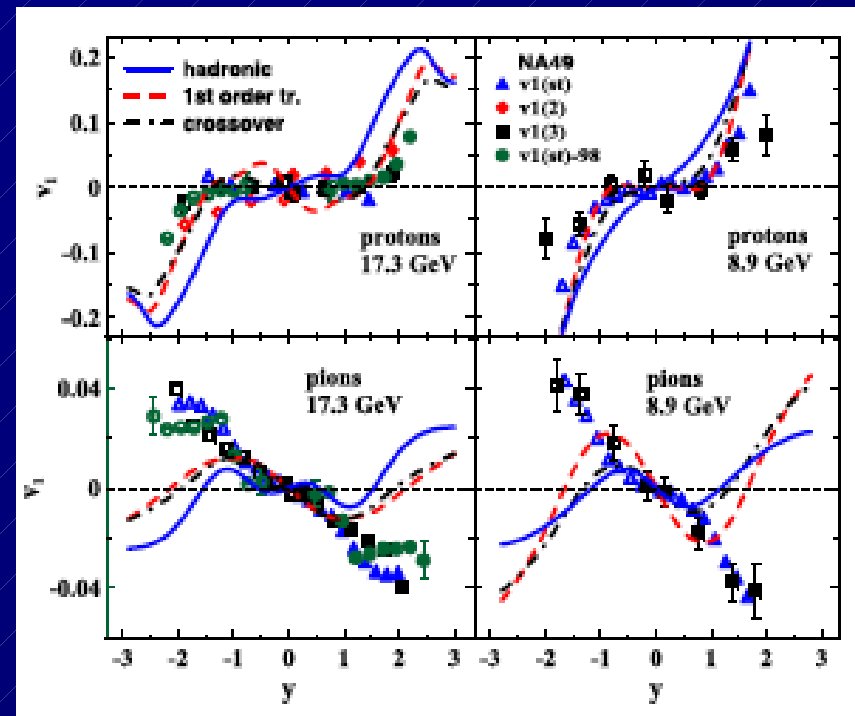 0.2
0.1
0
-0.1
-0.2
v₁
hadronic
1st order tr.
crossover
protons
17.3 GeV
NA49
v1(st)
v1(2)
v1(3)
v1(st)-98
protons
8.9 GeV
0.04
0
-0.04
v₁
pions
17.3 GeV
pions
8.9 GeV
-3 -2 -1 0 1 2 3
y
-3 -2 -1 0 1 2 3
y